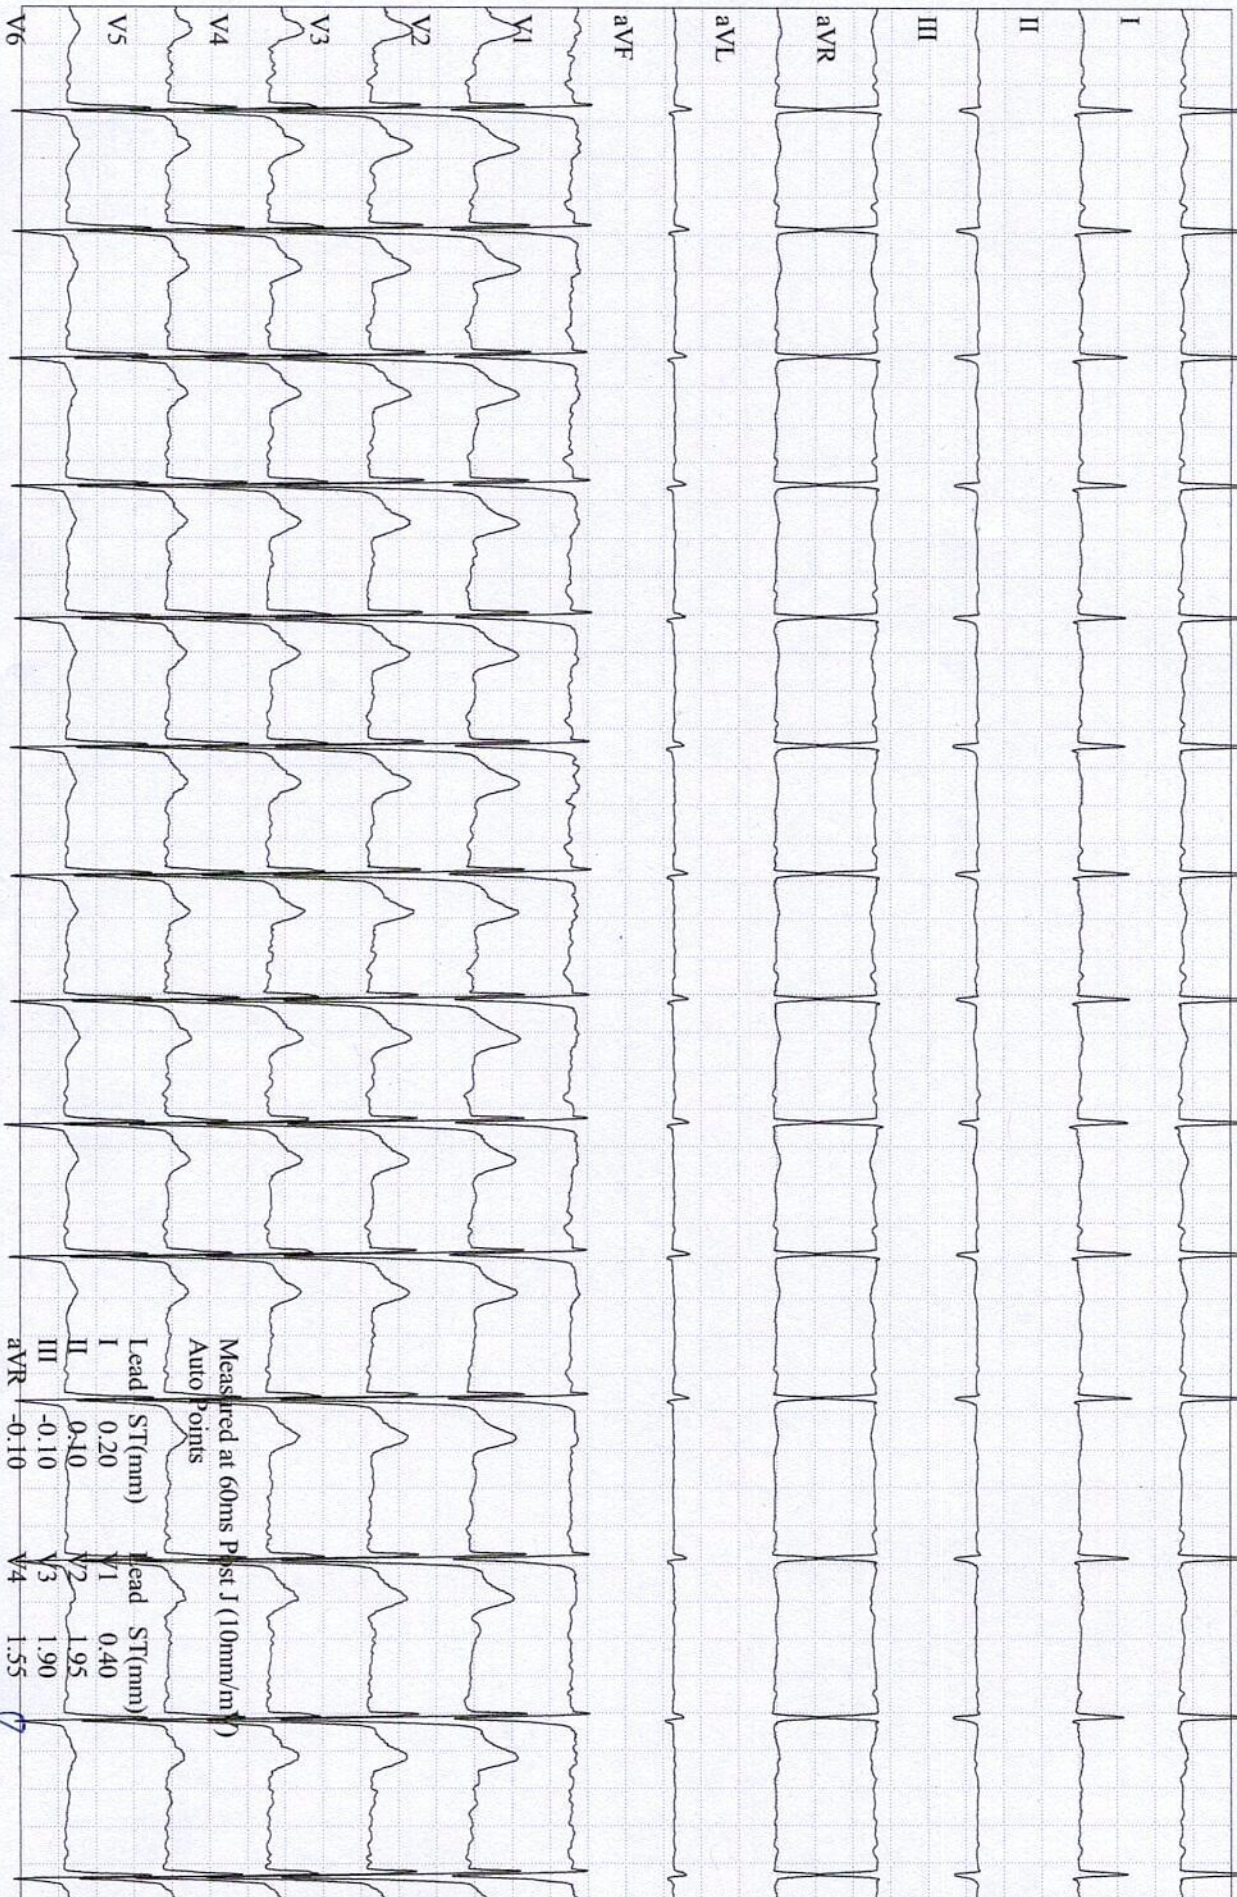 I
II
III
aVR
aVL
aVF
V1
V2
V3
V4
V5
V6
Measured at 60ms Post J (10mm/mV)
Auto Points
Lead ST(mm) Lead ST(mm)
I 0.20 V1 0.40
II 0.10 V2 1.95
III -0.10 V3 1.90
aVR -0.10 V4 1.55